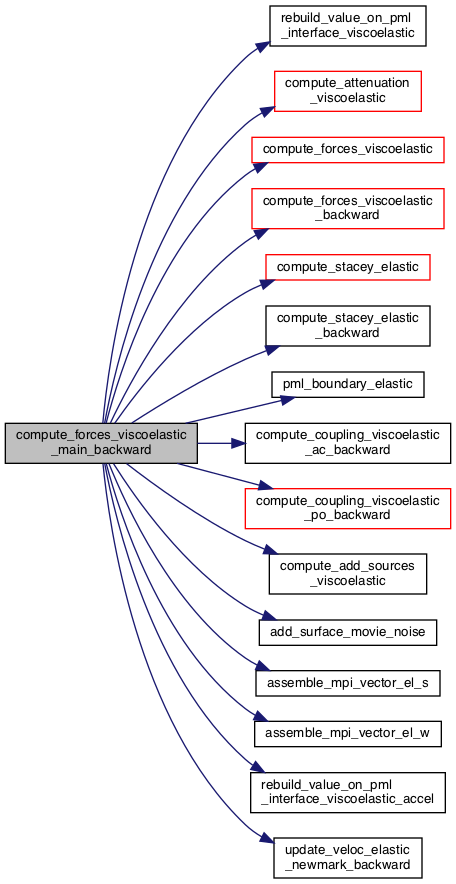 rebuild_value_on_pml
_interface_viscoelastic
compute_attenuation
_viscoelastic
compute_forces_viscoelastic
compute_forces_viscoelastic
_backward
compute_stacey_elastic
compute_stacey_elastic
_backward
pml_boundary_elastic
compute_forces_viscoelastic
_main_backward
compute_coupling_viscoelastic
_ac_backward
compute_coupling_viscoelastic
_po_backward
compute_add_sources
_viscoelastic
add_surface_movie_noise
assemble_mpi_vector_el_s
assemble_mpi_vector_el_w
rebuild_value_on_pml
_interface_viscoelastic_accel
update_veloc_elastic
_newmark_backward